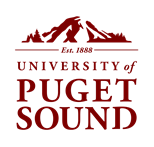 Est. 1888
UNIVERSITY of
PUGET
SOUND